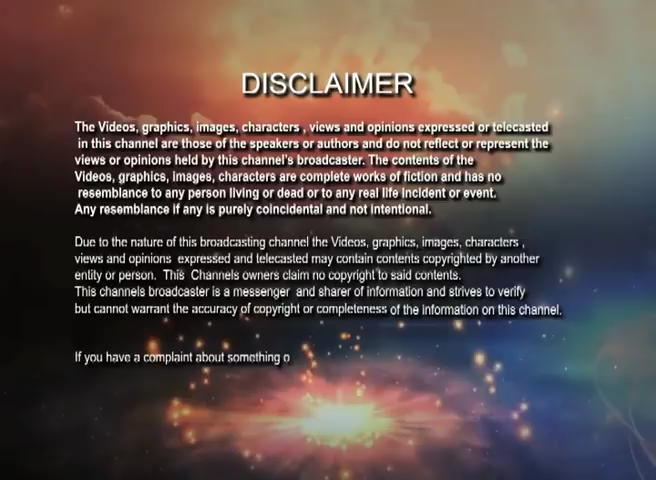 DISCLAIMER
The Videos, graphics, images, characters , views and opinions expressed or telecasted
in this channel are those of the speakers or authors and do not reflect or represent the
views or opinions held by this channel's broadcaster. The contents of the
Videos, graphics, images, characters are complete works of fiction and has no
resemblance to any person living or dead or to any real life incident or event.
Any resemblance if any is purely coincidental and not intentional.
Due to the nature of this broadcasting channel the Videos, graphics, images, characters ,
views and opinions expressed and telecasted may contain contents copyrighted by another
entity or person. This Channels owners claim no copyright to said contents.
This channels broadcaster is a messenger and sharer of information and strives to verify
but cannot warrant the accuracy of copyright or completeness of the information on this channel.
If you have a complaint about something o